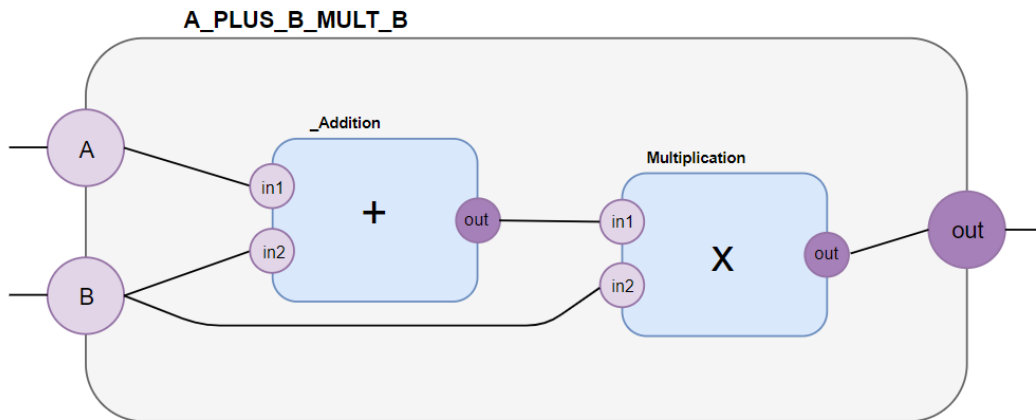 A_PLUS_B_MULT_B
_Addition
A
in1
+
in2
out
B
Multiplication
in1
X
in2
out
out